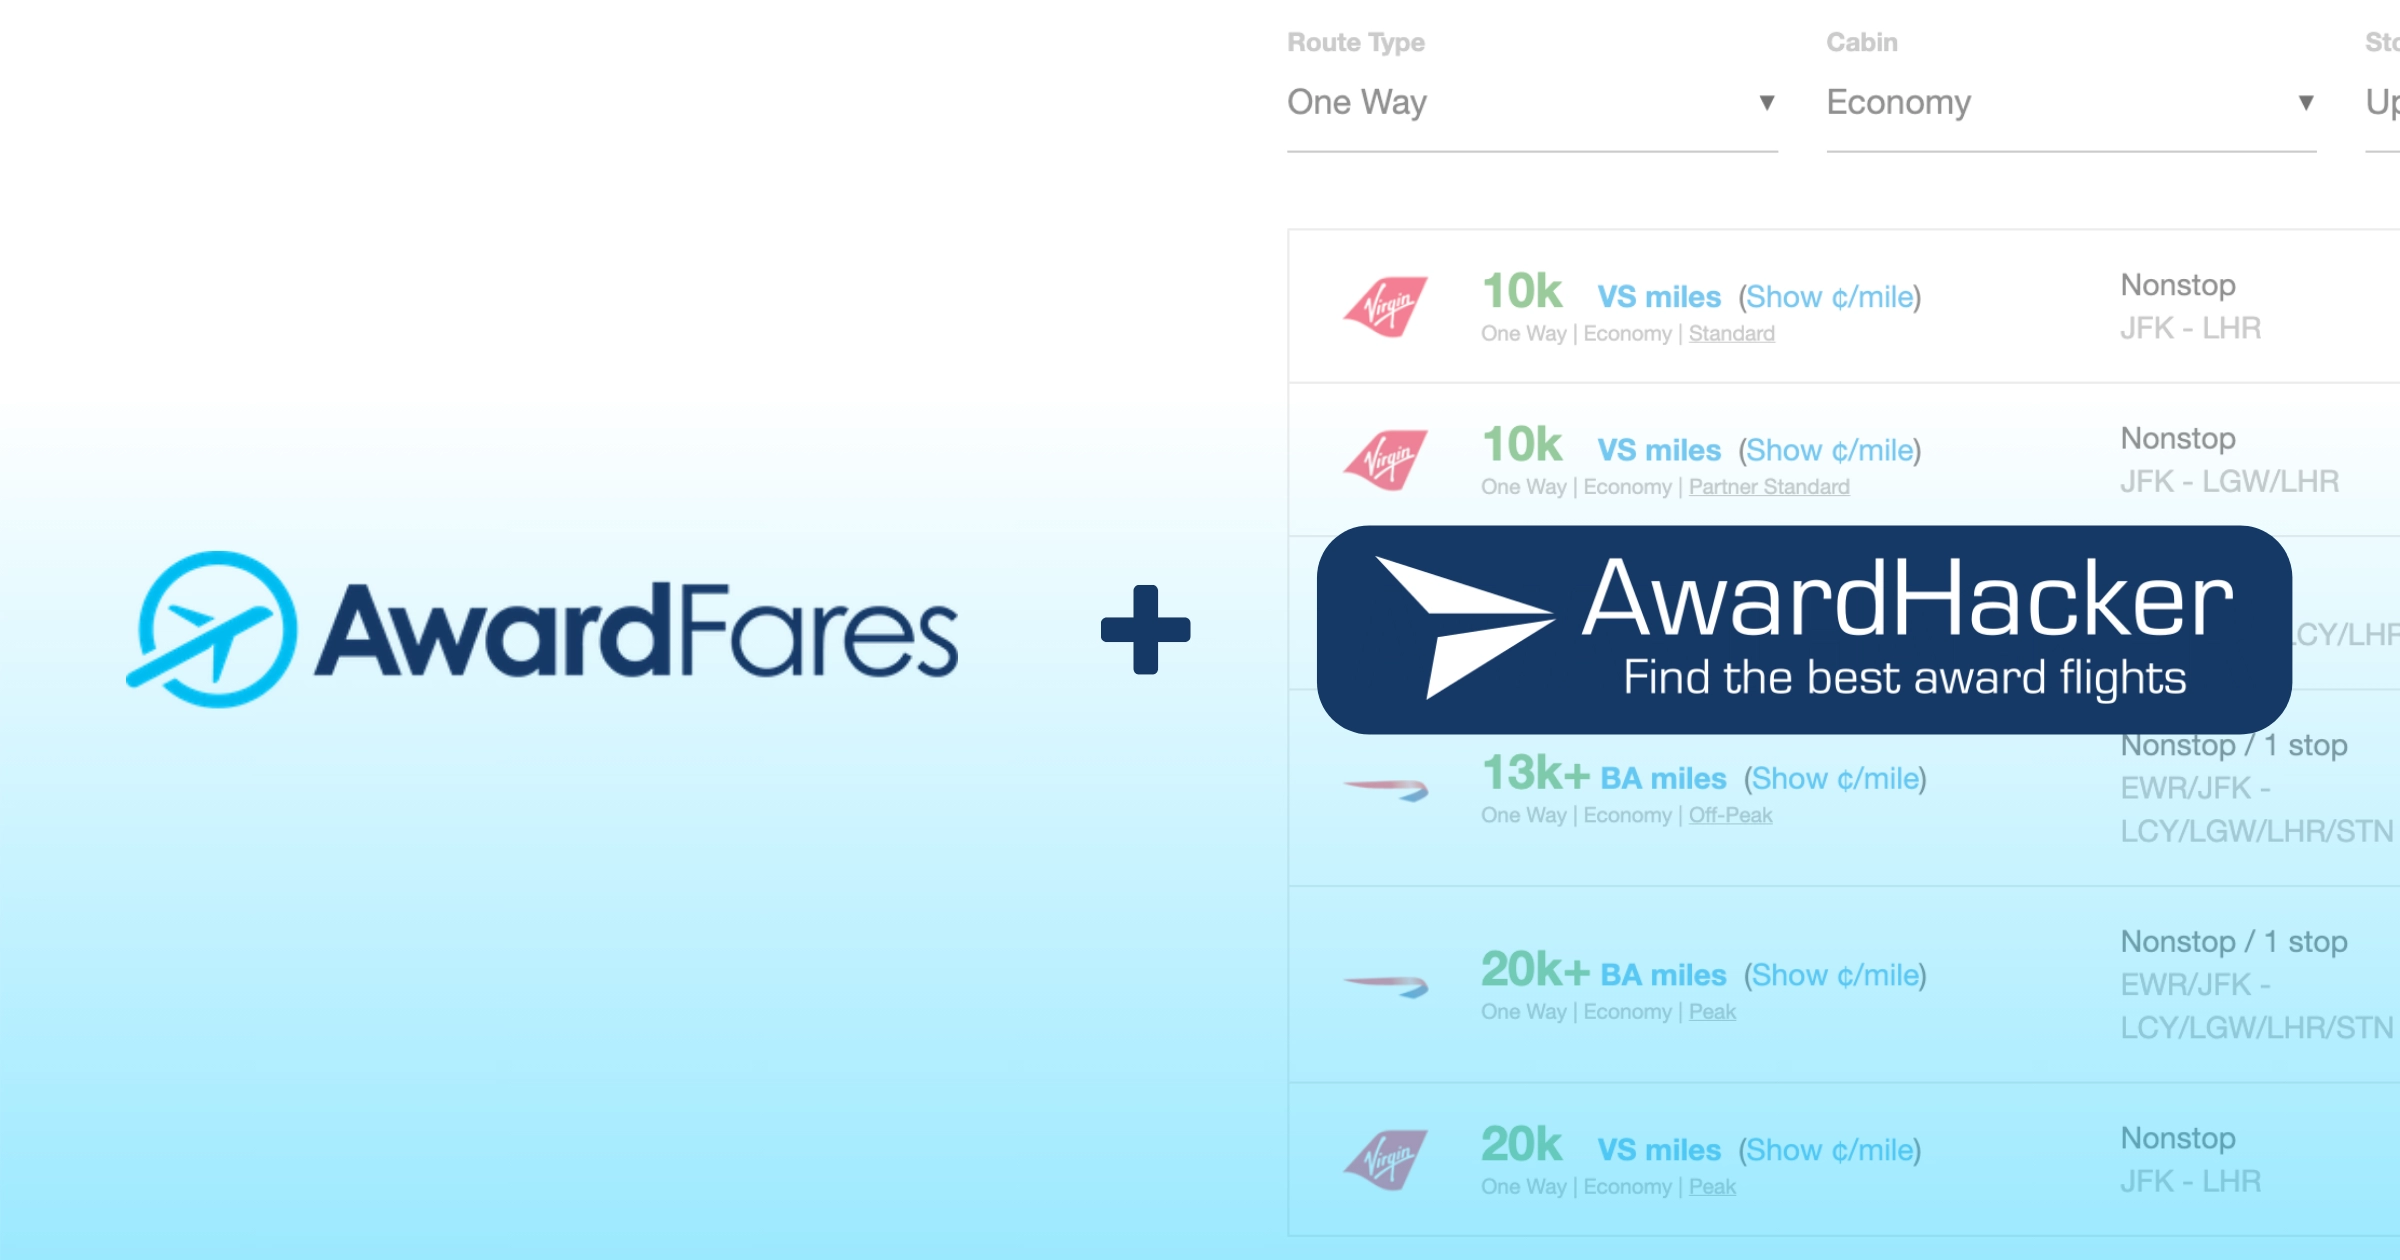 Route Type
Cabin
One Way ▼
Economy ▼
10k VS miles (Show ¢/mile)
One Way | Economy | Standard
Nonstop
JFK - LHR
10k VS miles (Show ¢/mile)
One Way | Economy | Partner Standard
Nonstop
JFK - LGW/LHR
Virgin
Virgin
AwardFares
+
AwardHacker
Find the best award flights
13k+ BA miles (Show ¢/mile)
One Way | Economy | Off-Peak
Nonstop / 1 stop
EWR/JFK -
LCY/LGW/LHR/STN
20k+ BA miles (Show ¢/mile)
One Way | Economy | Peak
Nonstop / 1 stop
EWR/JFK -
LCY/LGW/LHR/STN
Virgin
20k VS miles (Show ¢/mile)
One Way | Economy | Peak
Nonstop
JFK - LHR